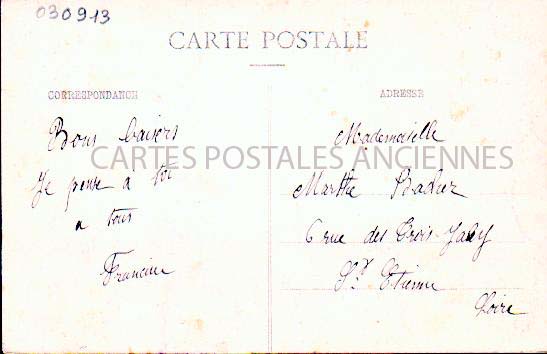 030913
CARTE POSTALE
CORRESPONDANCE
ADRESSE
Bons baisers
Je pense à toi
a tous
Francine
Mademoiselle
Marthe
6 rue des Trois
St Etienne
Loire
CARTES POSTALES ANCIENNES